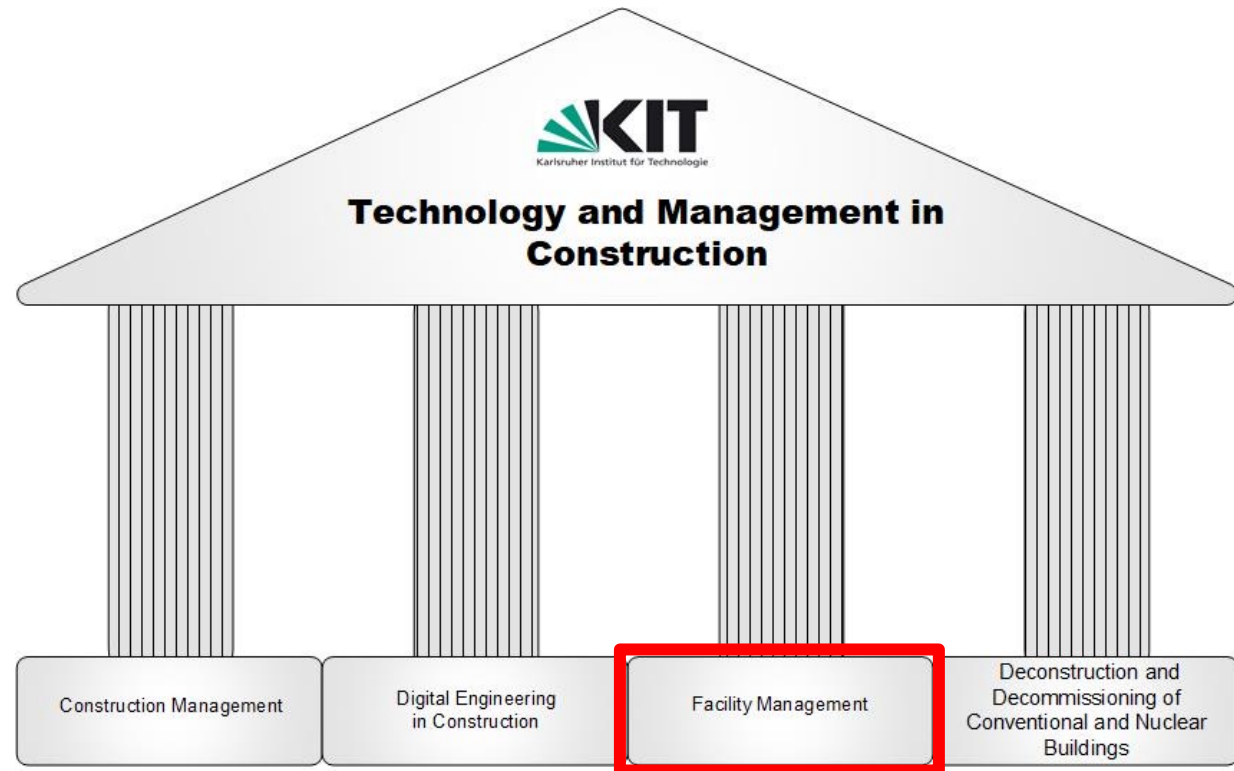 KIT
Karlsruher Institut für Technologie
Technology and Management in
Construction
Construction Management
Digital Engineering
in Construction
Facility Management
Deconstruction and
Decommissioning of
Conventional and Nuclear
Buildings